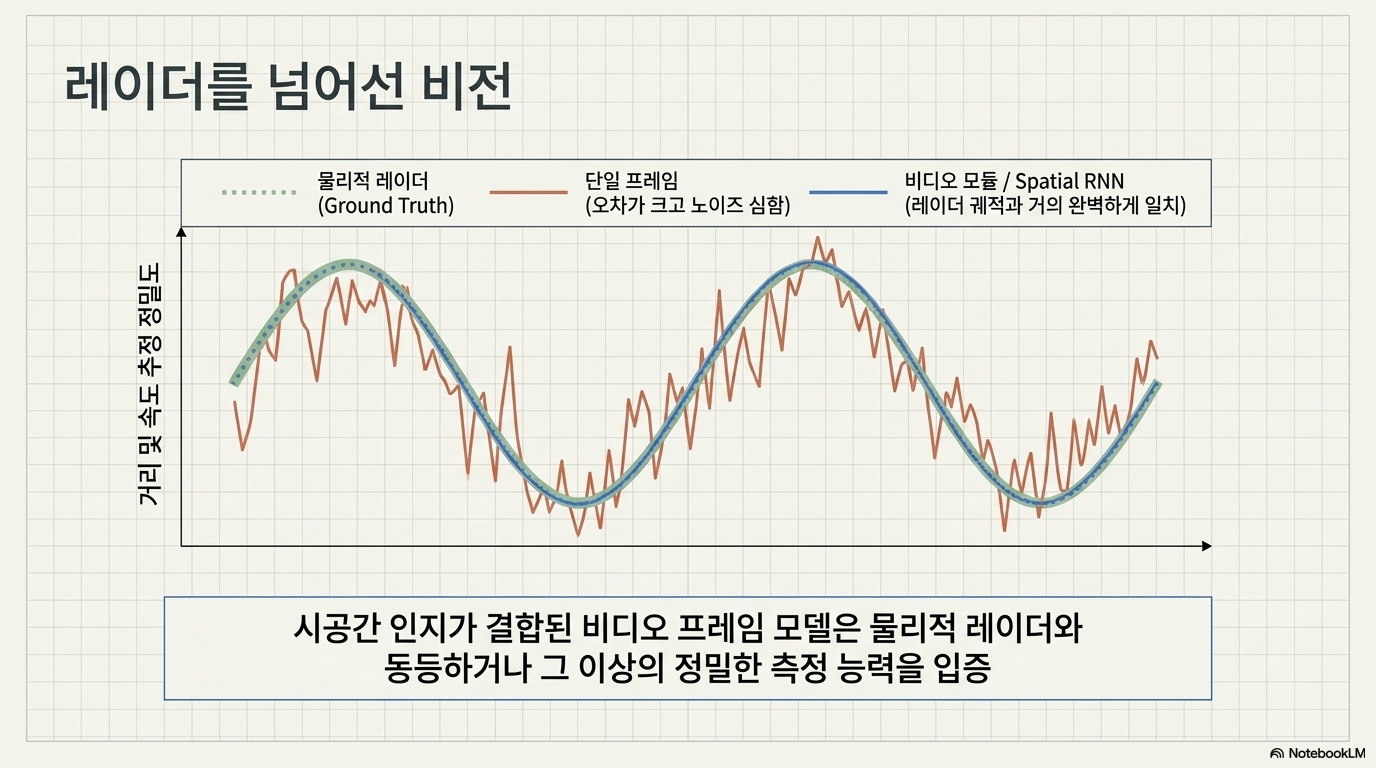 레이더를 넘어선 비전
물리적 레이더
(Ground Truth)
단일 프레임
(오차가 크고 노이즈 심함)
비디오 모듈 / Spatial RNN
(레이더 궤적과 거의 완벽하게 일치)
거리 및 속도 추정 정밀도
시공간 인지가 결합된 비디오 프레임 모델은 물리적 레이더와
동등하거나 그 이상의 정밀한 측정 능력을 입증
NotebookLM